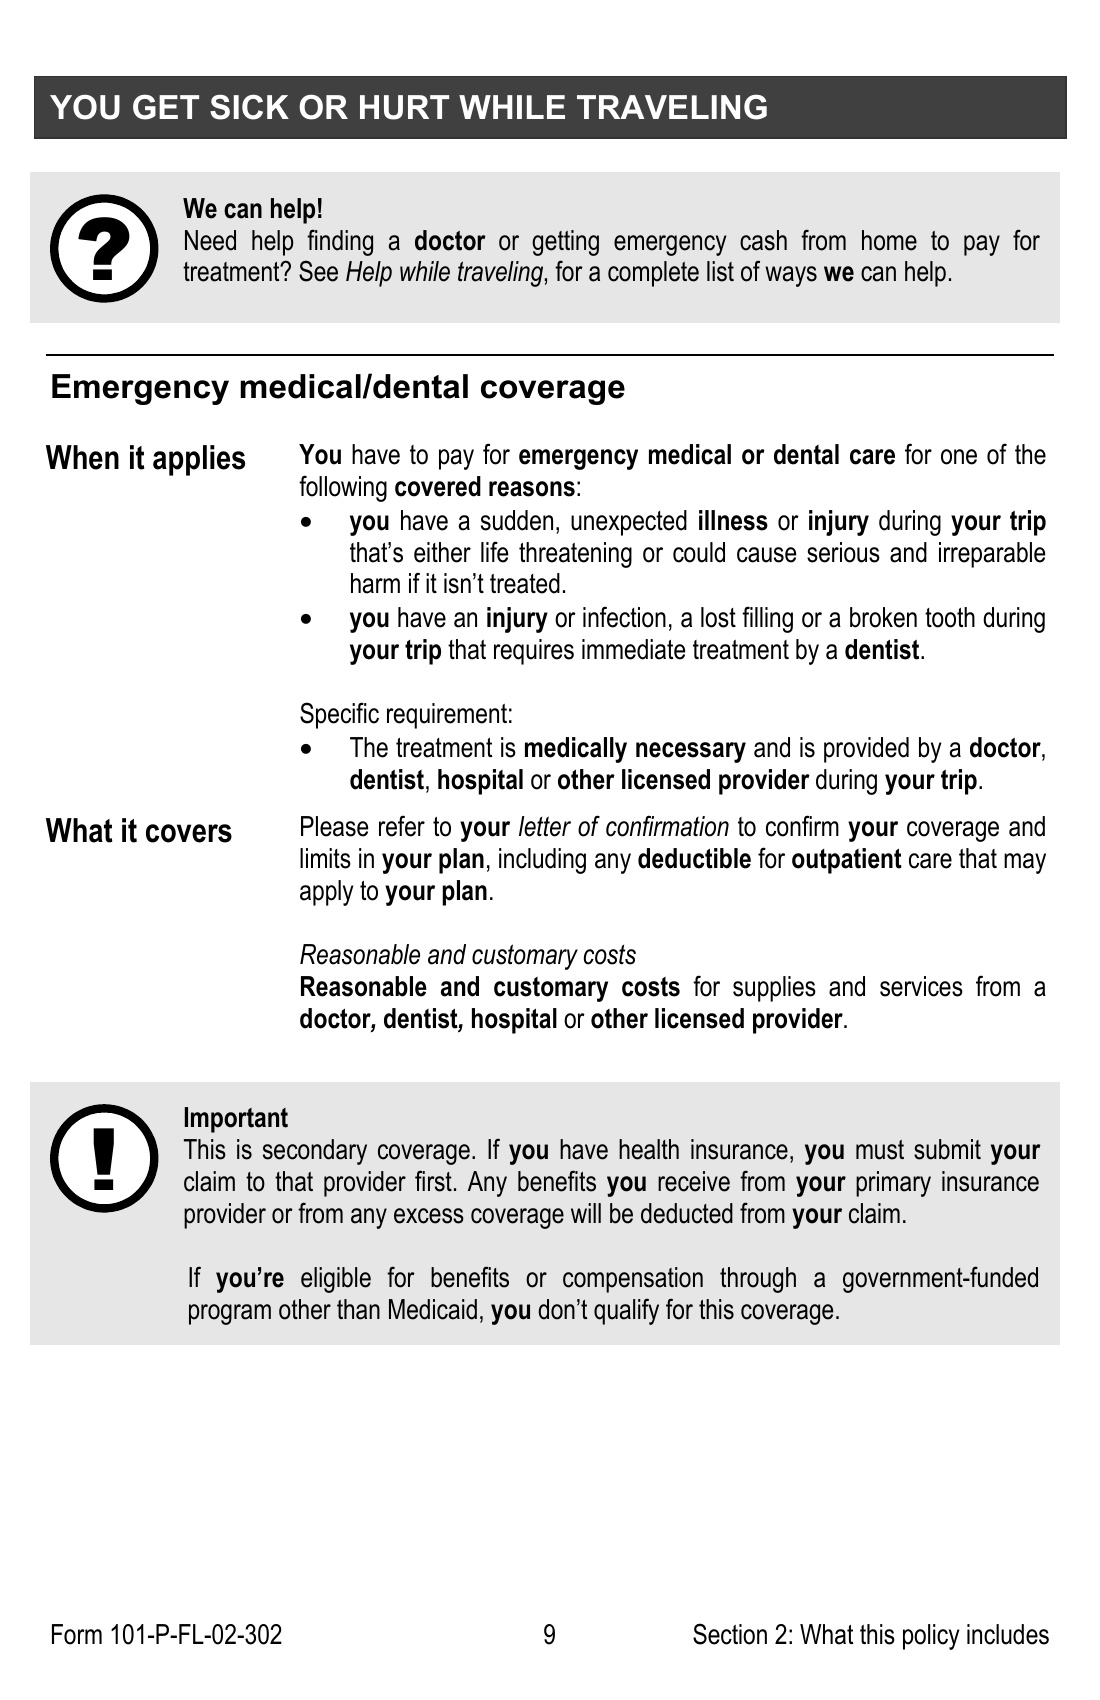 YOU GET SICK OR HURT WHILE TRAVELING
?
We can help!
Need help finding a doctor or getting emergency cash from home to pay for
treatment? See Help while traveling, for a complete list of ways we can help.
Emergency medical/dental coverage
When it applies
You have to pay for emergency medical or dental care for one of the
following covered reasons:
• you have a sudden, unexpected illness or injury during your trip
that’s either life threatening or could cause serious and irreparable
harm if it isn’t treated.
• you have an injury or infection, a lost filling or a broken tooth during
your trip that requires immediate treatment by a dentist.
Specific requirement:
• The treatment is medically necessary and is provided by a doctor,
dentist, hospital or other licensed provider during your trip.
What it covers
Please refer to your letter of confirmation to confirm your coverage and
limits in your plan, including any deductible for outpatient care that may
apply to your plan.
Reasonable and customary costs
Reasonable and customary costs for supplies and services from a
doctor, dentist, hospital or other licensed provider.
!
Important
This is secondary coverage. If you have health insurance, you must submit your
claim to that provider first. Any benefits you receive from your primary insurance
provider or from any excess coverage will be deducted from your claim.
If you’re eligible for benefits or compensation through a government-funded
program other than Medicaid, you don’t qualify for this coverage.
Form 101-P-FL-02-302
9
Section 2: What this policy includes